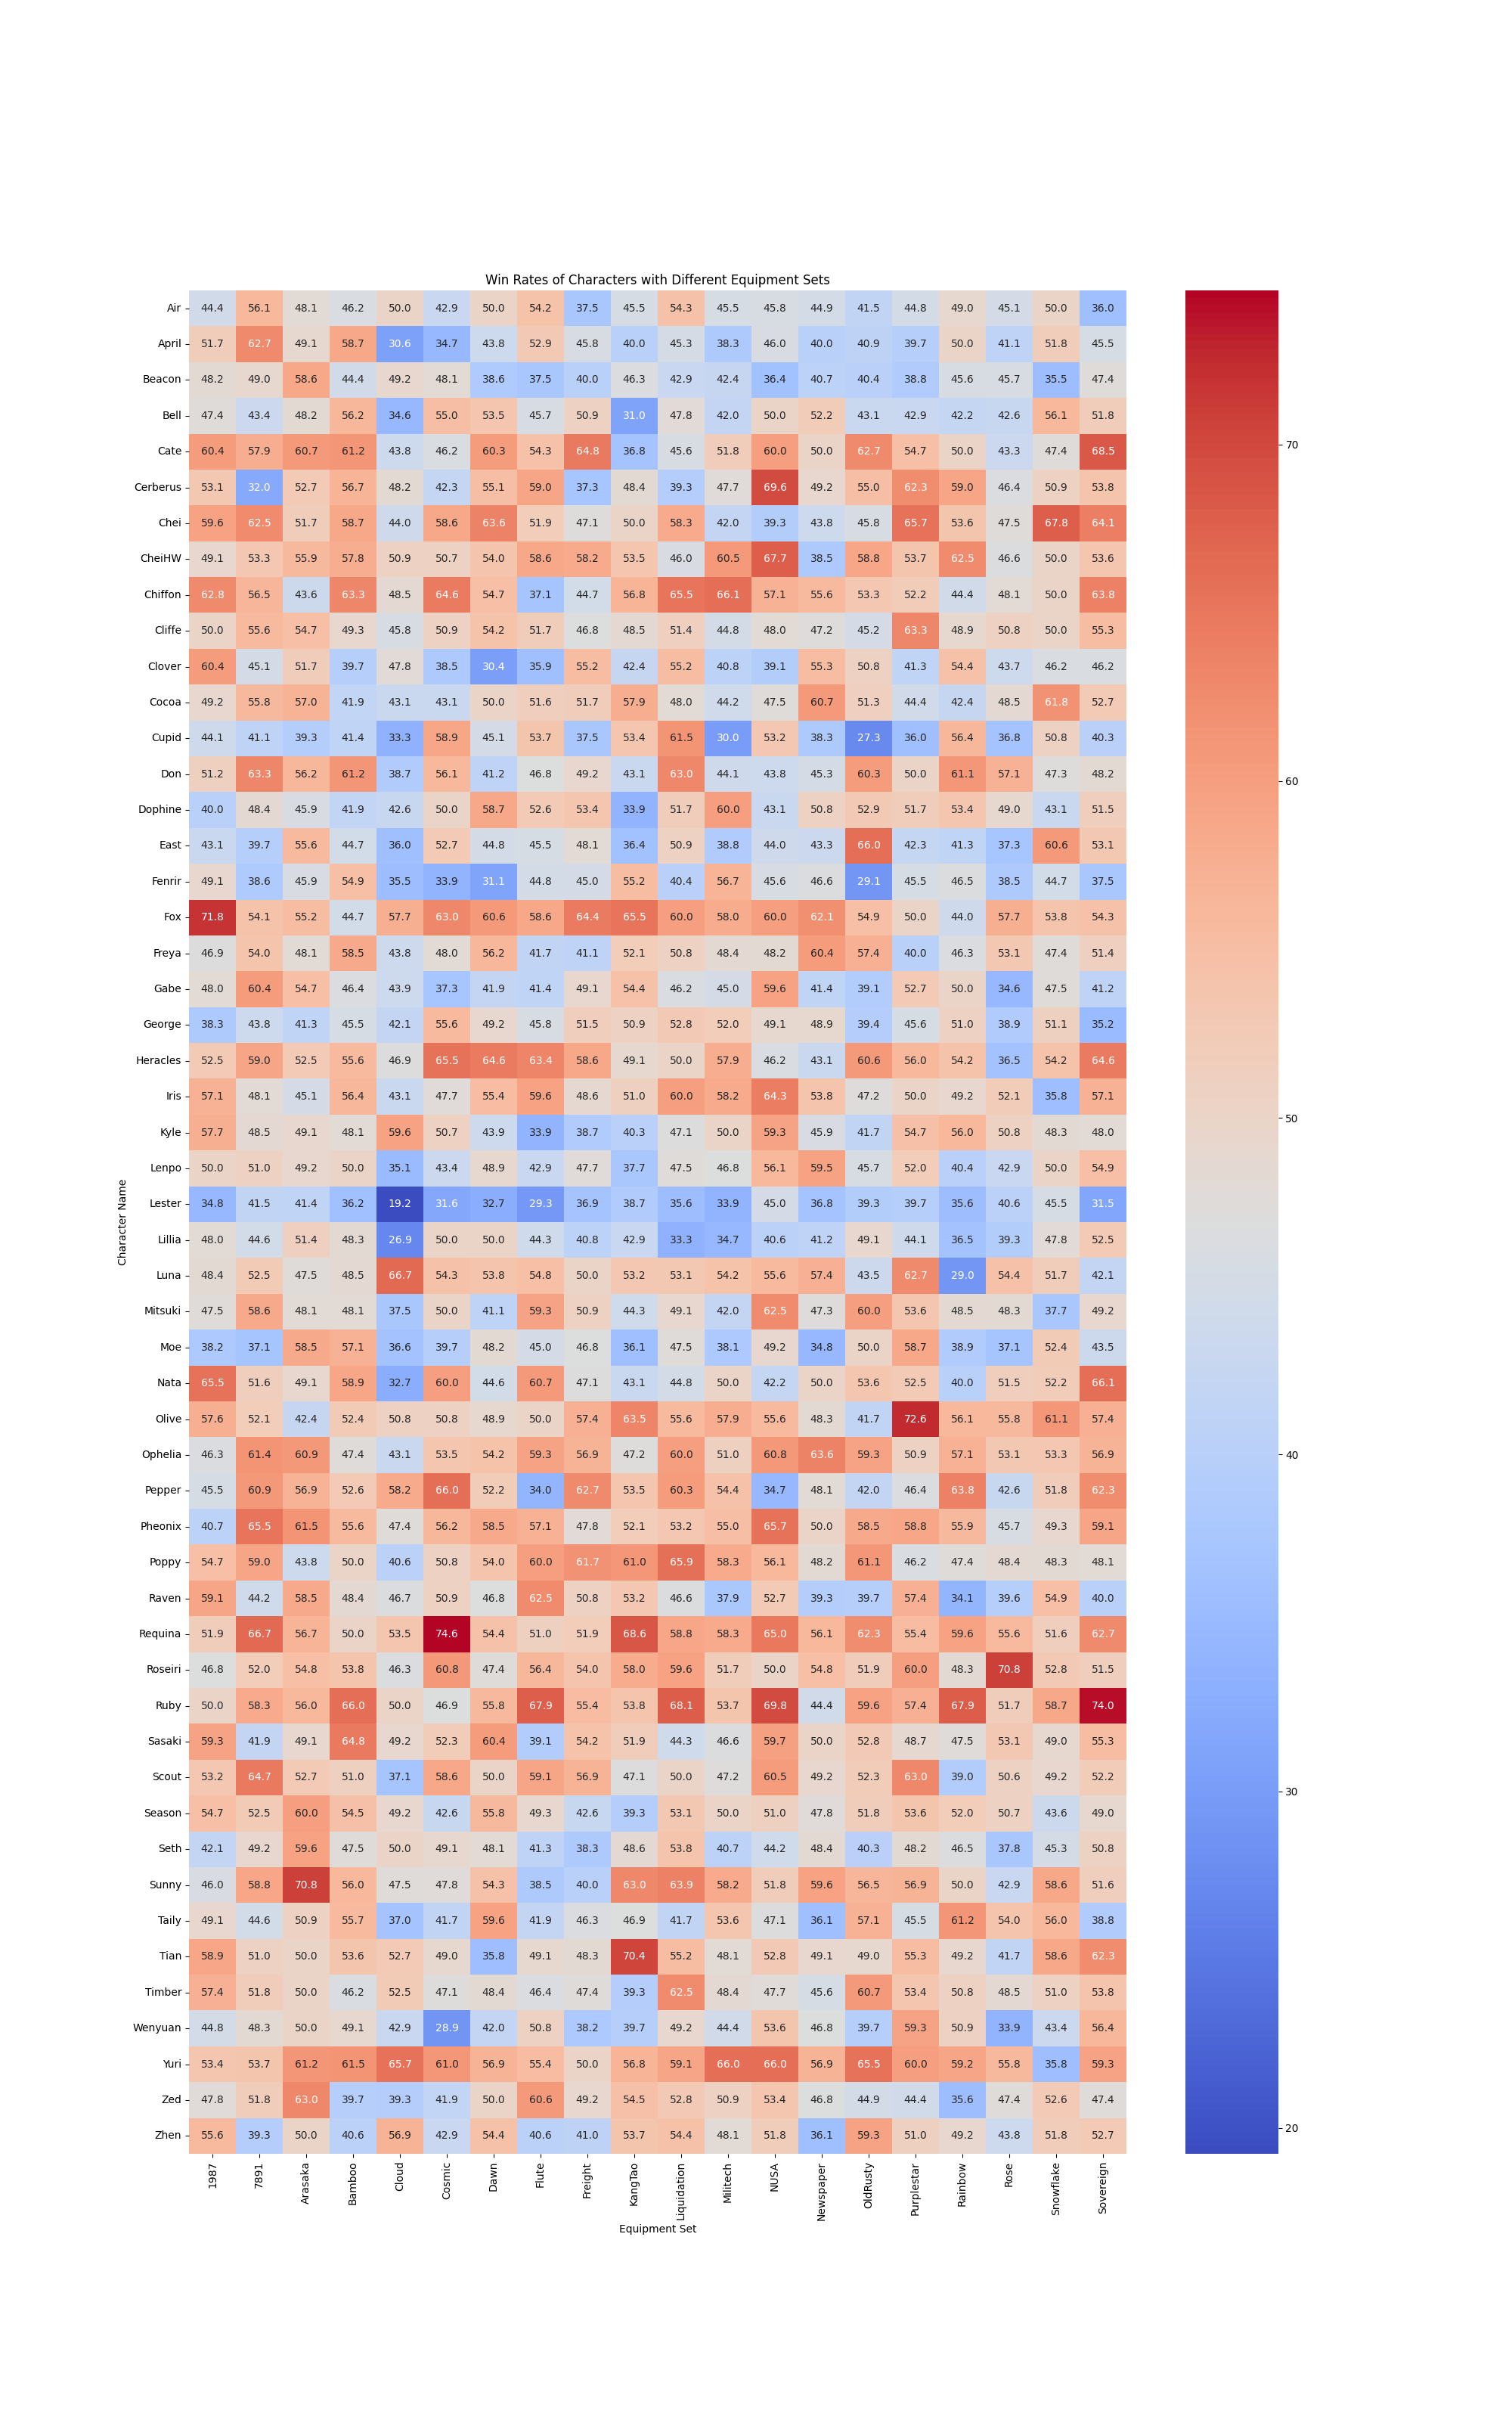 Win Rates of Characters with Different Equipment Sets
Air 44.4 56.1 48.1 46.2 50.0 42.9 50.0 54.2 37.5 45.5 54.3 45.5 45.8 44.9 41.5 44.8 49.0 45.1 50.0 36.0
April 51.7 62.7 49.1 58.7 30.6 34.7 43.8 52.9 45.8 40.0 45.3 38.3 46.0 40.0 40.9 39.7 50.0 41.1 51.8 45.5
Beacon 48.2 49.0 58.6 44.4 49.2 48.1 38.6 37.5 40.0 46.3 42.9 42.4 36.4 40.7 40.4 38.8 45.6 45.7 35.5 47.4
Bell 47.4 43.4 48.2 56.2 34.6 55.0 53.5 45.7 50.9 31.0 47.8 42.0 50.0 52.2 43.1 42.9 42.2 42.6 56.1 51.8
Cate 60.4 57.9 60.7 61.2 43.8 46.2 60.3 54.3 64.8 36.8 45.6 51.8 60.0 50.0 62.7 54.7 50.0 43.3 47.4 68.5
Cerberus 53.1 32.0 52.7 56.7 48.2 42.3 55.1 59.0 37.3 48.4 39.3 47.7 69.6 49.2 55.0 62.3 59.0 46.4 50.9 53.8
Chei 59.6 62.5 51.7 58.7 44.0 58.6 63.6 51.9 47.1 50.0 58.3 42.0 39.3 43.8 45.8 65.7 53.6 47.5 67.8 64.1
CheiHW 49.1 53.3 55.9 57.8 50.9 50.7 54.0 58.6 58.2 53.5 46.0 60.5 67.7 38.5 58.8 53.7 62.5 46.6 50.0 53.6
Chiffon 62.8 56.5 43.6 63.3 48.5 64.6 54.7 37.1 44.7 56.8 65.5 66.1 57.1 55.6 53.3 52.2 44.4 48.1 50.0 63.8
Cliffe 50.0 55.6 54.7 49.3 45.8 50.9 54.2 51.7 46.8 48.5 51.4 44.8 48.0 47.2 45.2 63.3 48.9 50.8 50.0 55.3
Clover 60.4 45.1 51.7 39.7 47.8 38.5 30.4 35.9 55.2 42.4 55.2 40.8 39.1 55.3 50.8 41.3 54.4 43.7 46.2 46.2
Cocoa 49.2 55.8 57.0 41.9 43.1 43.1 50.0 51.6 51.7 57.9 48.0 44.2 47.5 60.7 51.3 44.4 42.4 48.5 61.8 52.7
Cupid 44.1 41.1 39.3 41.4 33.3 58.9 45.1 53.7 37.5 53.4 61.5 30.0 53.2 38.3 27.3 36.0 56.4 36.8 50.8 40.3
Don 51.2 63.3 56.2 61.2 38.7 56.1 41.2 46.8 49.2 43.1 63.0 44.1 43.8 45.3 60.3 50.0 61.1 57.1 47.3 48.2
Dophine 40.0 48.4 45.9 41.9 42.6 50.0 58.7 52.6 53.4 33.9 51.7 60.0 43.1 50.8 52.9 51.7 53.4 49.0 43.1 51.5
East 43.1 39.7 55.6 44.7 36.0 52.7 44.8 45.5 48.1 36.4 50.9 38.8 44.0 43.3 66.0 42.3 41.3 37.3 60.6 53.1
Fenrir 49.1 38.6 45.9 54.9 35.5 33.9 31.1 44.8 45.0 55.2 40.4 56.7 45.6 46.6 29.1 45.5 46.5 38.5 44.7 37.5
Fox 71.8 54.1 55.2 44.7 57.7 63.0 60.6 58.6 64.4 65.5 60.0 58.0 60.0 62.1 54.9 50.0 44.0 57.7 53.8 54.3
Freya 46.9 54.0 48.1 58.5 43.8 48.0 56.2 41.7 41.1 52.1 50.8 48.4 48.2 60.4 57.4 40.0 46.3 53.1 47.4 51.4
Gabe 48.0 60.4 54.7 46.4 43.9 37.3 41.9 41.4 49.1 54.4 46.2 45.0 59.6 41.4 39.1 52.7 50.0 34.6 47.5 41.2
George 38.3 43.8 41.3 45.5 42.1 55.6 49.2 45.8 51.5 50.9 52.8 52.0 49.1 48.9 39.4 45.6 51.0 38.9 51.1 35.2
Heracles 52.5 59.0 52.5 55.6 46.9 65.5 64.6 63.4 58.6 49.1 50.0 57.9 46.2 43.1 60.6 56.0 54.2 36.5 54.2 64.6
Iris 57.1 48.1 45.1 56.4 43.1 47.7 55.4 59.6 48.6 51.0 60.0 58.2 64.3 53.8 47.2 50.0 49.2 52.1 35.8 57.1
Kyle 57.7 48.5 49.1 48.1 59.6 50.7 43.9 33.9 38.7 40.3 47.1 50.0 59.3 45.9 41.7 54.7 56.0 50.8 48.3 48.0
Lenpo 50.0 51.0 49.2 50.0 35.1 43.4 48.9 42.9 47.7 37.7 47.5 46.8 56.1 59.5 45.7 52.0 40.4 42.9 50.0 54.9
Lester 34.8 41.5 41.4 36.2 19.2 31.6 32.7 29.3 36.9 38.7 35.6 33.9 45.0 36.8 39.3 39.7 35.6 40.6 45.5 31.5
Lillia 48.0 44.6 51.4 48.3 26.9 50.0 50.0 44.3 40.8 42.9 33.3 34.7 40.6 41.2 49.1 44.1 36.5 39.3 47.8 52.5
Luna 48.4 52.5 47.5 48.5 66.7 54.3 53.8 54.8 50.0 53.2 53.1 54.2 55.6 57.4 43.5 62.7 29.0 54.4 51.7 42.1
Mitsuki 47.5 58.6 48.1 48.1 37.5 50.0 41.1 59.3 50.9 44.3 49.1 42.0 62.5 47.3 60.0 53.6 48.5 48.3 37.7 49.2
Moe 38.2 37.1 58.5 57.1 36.6 39.7 48.2 45.0 46.8 36.1 47.5 38.1 49.2 34.8 50.0 58.7 38.9 37.1 52.4 43.5
Nata 65.5 51.6 49.1 58.9 32.7 60.0 44.6 60.7 47.1 43.1 44.8 50.0 42.2 50.0 53.6 52.5 40.0 51.5 52.2 66.1
Olive 57.6 52.1 42.4 52.4 50.8 50.8 48.9 50.0 57.4 63.5 55.6 57.9 55.6 48.3 41.7 72.6 56.1 55.8 61.1 57.4
Ophelia 46.3 61.4 60.9 47.4 43.1 53.5 54.2 59.3 56.9 47.2 60.0 51.0 60.8 63.6 59.3 50.9 57.1 53.1 53.3 56.9
Pepper 45.5 60.9 56.9 52.6 58.2 66.0 52.2 34.0 62.7 53.5 60.3 54.4 34.7 48.1 42.0 46.4 63.8 42.6 51.8 62.3
Pheonix 40.7 65.5 61.5 55.6 47.4 56.2 58.5 57.1 47.8 52.1 53.2 55.0 65.7 50.0 58.5 58.8 55.9 45.7 49.3 59.1
Poppy 54.7 59.0 43.8 50.0 40.6 50.8 54.0 60.0 61.7 61.0 65.9 58.3 56.1 48.2 61.1 46.2 47.4 48.4 48.3 48.1
Raven 59.1 44.2 58.5 48.4 46.7 50.9 46.8 62.5 50.8 53.2 46.6 37.9 52.7 39.3 39.7 57.4 34.1 39.6 54.9 40.0
Requina 51.9 66.7 56.7 50.0 53.5 74.6 54.4 51.0 51.9 68.6 58.8 58.3 65.0 56.1 62.3 55.4 59.6 55.6 51.6 62.7
Roseiri 46.8 52.0 54.8 53.8 46.3 60.8 47.4 56.4 54.0 58.0 59.6 51.7 50.0 54.8 51.9 60.0 48.3 70.8 52.8 51.5
Ruby 50.0 58.3 56.0 66.0 50.0 46.9 55.8 67.9 55.4 53.8 68.1 53.7 69.8 44.4 59.6 57.4 67.9 51.7 58.7 74.0
Sasaki 59.3 41.9 49.1 64.8 49.2 52.3 60.4 39.1 54.2 51.9 44.3 46.6 59.7 50.0 52.8 48.7 47.5 53.1 49.0 55.3
Scout 53.2 64.7 52.7 51.0 37.1 58.6 50.0 59.1 56.9 47.1 50.0 47.2 60.5 49.2 52.3 63.0 39.0 50.6 49.2 52.2
Season 54.7 52.5 60.0 54.5 49.2 42.6 55.8 49.3 42.6 39.3 53.1 50.0 51.0 47.8 51.8 53.6 52.0 50.7 43.6 49.0
Seth 42.1 49.2 59.6 47.5 50.0 49.1 48.1 41.3 38.3 48.6 53.8 40.7 44.2 48.4 40.3 48.2 46.5 37.8 45.3 50.8
Sunny 46.0 58.8 70.8 56.0 47.5 47.8 54.3 38.5 40.0 63.0 63.9 58.2 51.8 59.6 56.5 56.9 50.0 42.9 58.6 51.6
Taily 49.1 44.6 50.9 55.7 37.0 41.7 59.6 41.9 46.3 46.9 41.7 53.6 47.1 36.1 57.1 45.5 61.2 54.0 56.0 38.8
Tian 58.9 51.0 50.0 53.6 52.7 49.0 35.8 49.1 48.3 70.4 55.2 48.1 52.8 49.1 49.0 55.3 49.2 41.7 58.6 62.3
Timber 57.4 51.8 50.0 46.2 52.5 47.1 48.4 46.4 47.4 39.3 62.5 48.4 47.7 45.6 60.7 53.4 50.8 48.5 51.0 53.8
Wenyuan 44.8 48.3 50.0 49.1 42.9 28.9 42.0 50.8 38.2 39.7 49.2 44.4 53.6 46.8 39.7 59.3 50.9 33.9 43.4 56.4
Yuri 53.4 53.7 61.2 61.5 65.7 61.0 56.9 55.4 50.0 56.8 59.1 66.0 66.0 56.9 65.5 60.0 59.2 55.8 35.8 59.3
Zed 47.8 51.8 63.0 39.7 39.3 41.9 50.0 60.6 49.2 54.5 52.8 50.9 53.4 46.8 44.9 44.4 35.6 47.4 52.6 47.4
Zhen 55.6 39.3 50.0 40.6 56.9 42.9 54.4 40.6 41.0 53.7 54.4 48.1 51.8 36.1 59.3 51.0 49.2 43.8 51.8 52.7
1987 7891 Arasaka Bamboo Cloud Cosmic Dawn Flute Freight KangTao Liquidation Militech NUSA Newspaper OldRusty Purplestar Rainbow Rose Snowflake Sovereign
Equipment Set
Character Name
70
60
50
40
30
20